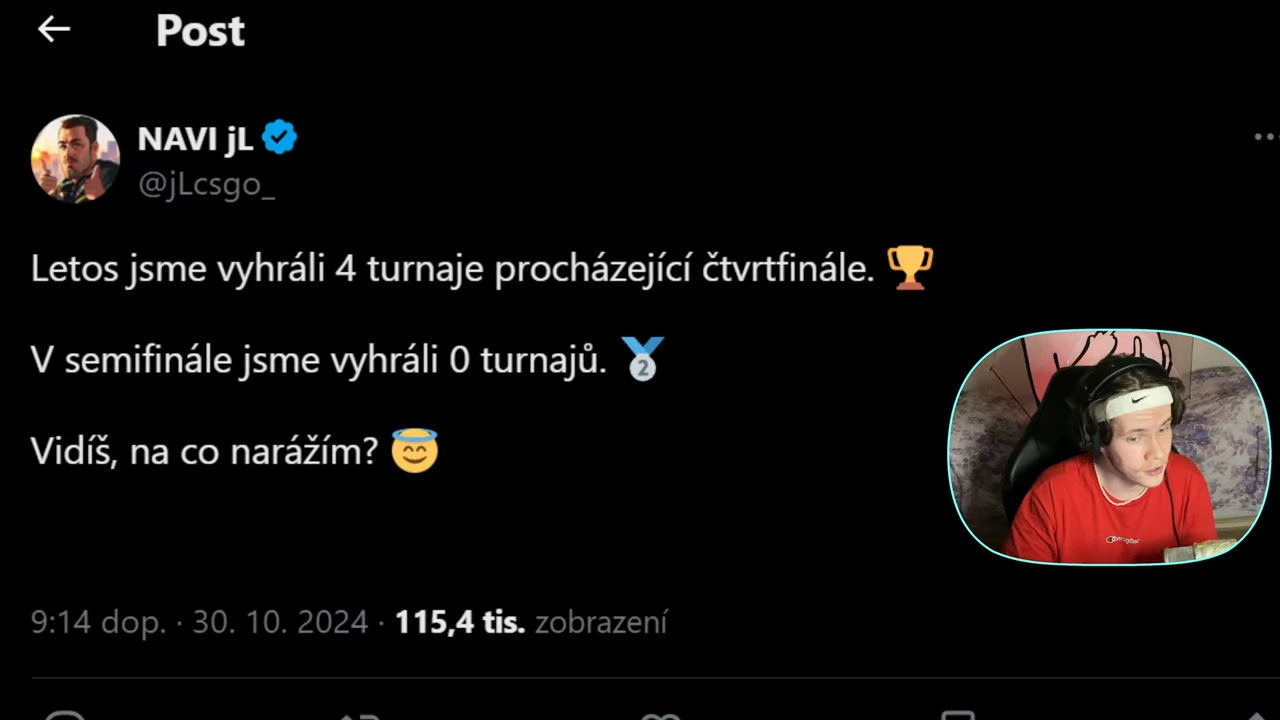 Post
NAVI jL
@jLcsgo_
Letos jsme vyhráli 4 turnaje procházející čtvrtfinále. 🏆
V semifinále jsme vyhráli 0 turnajů. 🥈
Vidíš, na co narážím? 😇
9:14 dop. · 30. 10. 2024 · 115,4 tis. zobrazení
Champion